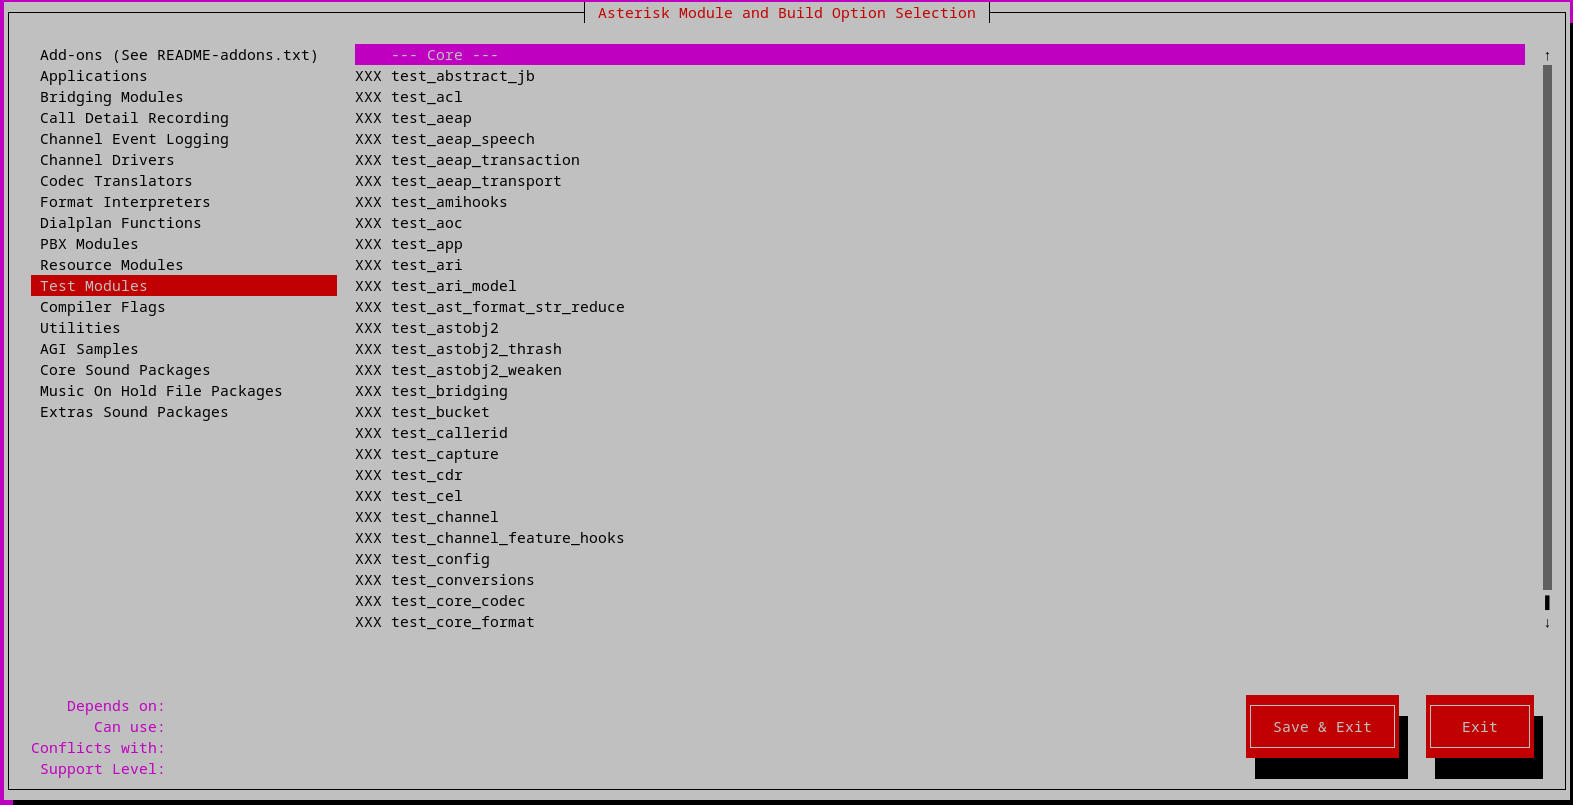 Asterisk Module and Build Option Selection
Add-ons (See README-addons.txt)
Applications
Bridging Modules
Call Detail Recording
Channel Event Logging
Channel Drivers
Codec Translators
Format Interpreters
Dialplan Functions
PBX Modules
Resource Modules
Test Modules
Compiler Flags
Utilities
AGI Samples
Core Sound Packages
Music On Hold File Packages
Extras Sound Packages
--- Core ---
XXX test_abstract_jb
XXX test_acl
XXX test_aeap
XXX test_aeap_speech
XXX test_aeap_transaction
XXX test_aeap_transport
XXX test_amihooks
XXX test_aoc
XXX test_app
XXX test_ari
XXX test_ari_model
XXX test_ast_format_str_reduce
XXX test_astobj2
XXX test_astobj2_thrash
XXX test_astobj2_weaken
XXX test_bridging
XXX test_bucket
XXX test_callerid
XXX test_capture
XXX test_cdr
XXX test_cel
XXX test_channel
XXX test_channel_feature_hooks
XXX test_config
XXX test_conversions
XXX test_core_codec
XXX test_core_format
↑
↓
Depends on:
Can use:
Conflicts with:
Support Level:
Save & Exit
Exit